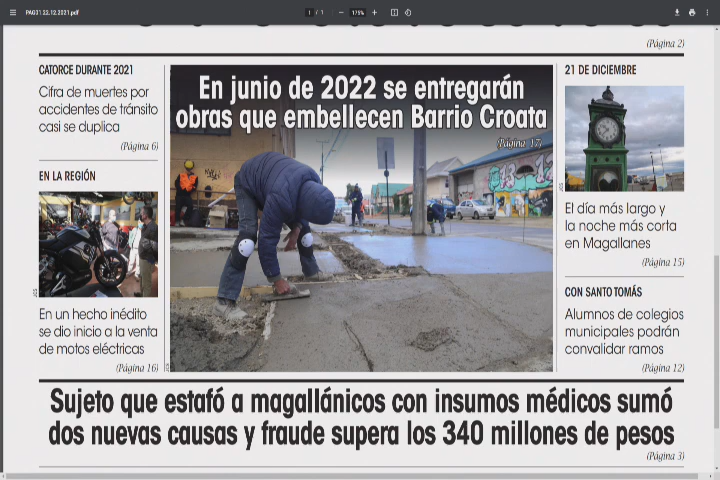 PAG01 22.12.2021.pdf
1 / 1
175%
(Página 2)
CATORCE DURANTE 2021
Cifra de muertes por
accidentes de tránsito
casi se duplica
(Página 6)
EN LA REGIÓN
En un hecho inédito
se dio inicio a la venta
de motos eléctricas
(Página 16)
En junio de 2022 se entregarán
obras que embellecen Barrio Croata
(Página 17)
21 DE DICIEMBRE
El día más largo y
la noche más corta
en Magallanes
(Página 15)
CON SANTO TOMÁS
Alumnos de colegios
municipales podrán
convalidar ramos
(Página 12)
Sujeto que estafó a magallánicos con insumos médicos sumó
dos nuevas causas y fraude supera los 340 millones de pesos
(Página 3)